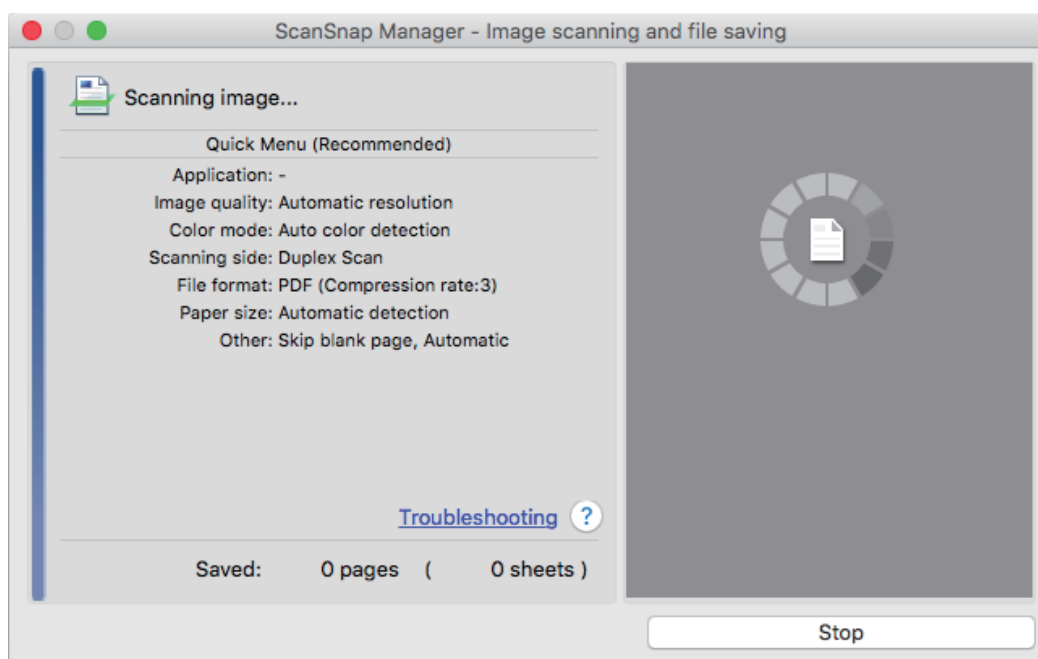 ScanSnap Manager - Image scanning and file saving
Scanning image...
Quick Menu (Recommended)
Application: -
Image quality: Automatic resolution
Color mode: Auto color detection
Scanning side: Duplex Scan
File format: PDF (Compression rate:3)
Paper size: Automatic detection
Other: Skip blank page, Automatic
Troubleshooting ?
Saved: 0 pages ( 0 sheets )
Stop